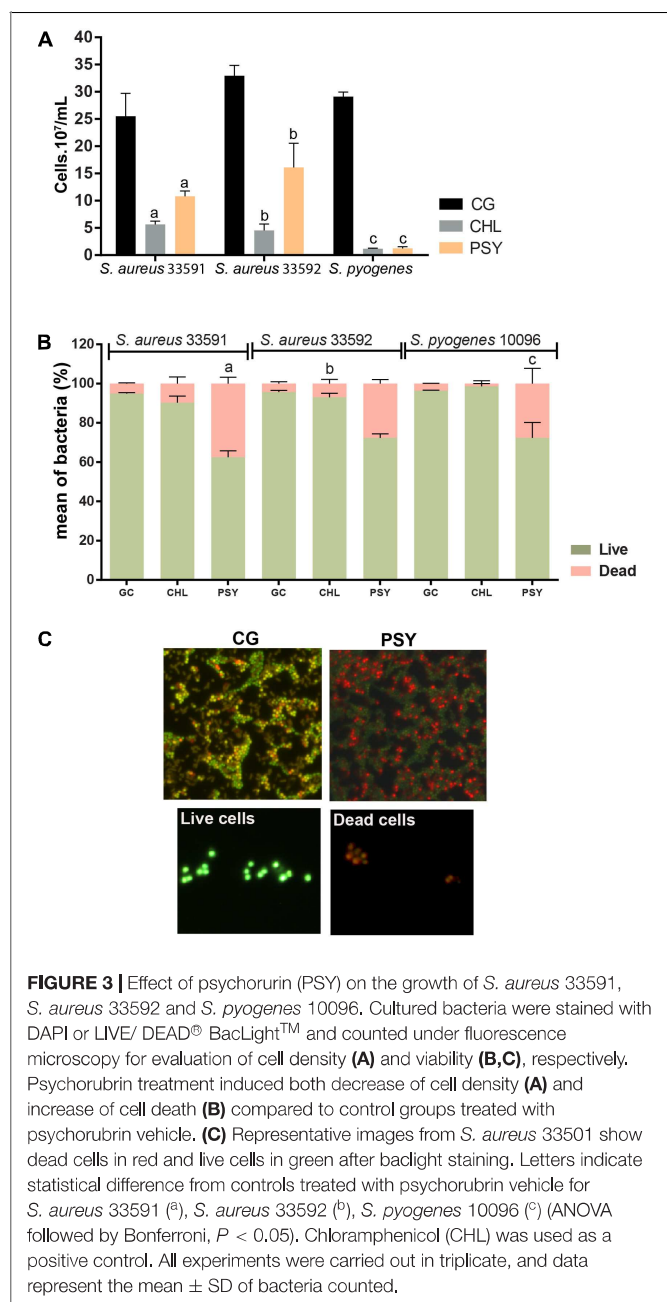 A
40
35
30
25
20
15
10
5
0
Cells.10⁷/mL
a
a
b
b
c
c
S. aureus 33591
S. aureus 33592
S. pyogenes
CG
CHL
PSY
B
S. aureus 33591
S. aureus 33592
S. pyogenes 10096
120
100
80
60
40
20
0
mean of bacteria (%)
a
b
c
GC
CHL
PSY
GC
CHL
PSY
GC
CHL
PSY
Live
Dead
C
CG
PSY
Live cells
Dead cells
FIGURE 3 | Effect of psychorurin (PSY) on the growth of S. aureus 33591,
S. aureus 33592 and S. pyogenes 10096. Cultured bacteria were stained with
DAPI or LIVE/ DEAD® BacLight™ and counted under fluorescence
microscopy for evaluation of cell density (A) and viability (B,C), respectively.
Psychorubrin treatment induced both decrease of cell density (A) and
increase of cell death (B) compared to control groups treated with
psychorubrin vehicle. (C) Representative images from S. aureus 33501 show
dead cells in red and live cells in green after baclight staining. Letters indicate
statistical difference from controls treated with psychorubrin vehicle for
S. aureus 33591 (ᵃ), S. aureus 33592 (ᵇ), S. pyogenes 10096 (ᶜ) (ANOVA
followed by Bonferroni, P < 0.05). Chloramphenicol (CHL) was used as a
positive control. All experiments were carried out in triplicate, and data
represent the mean ± SD of bacteria counted.